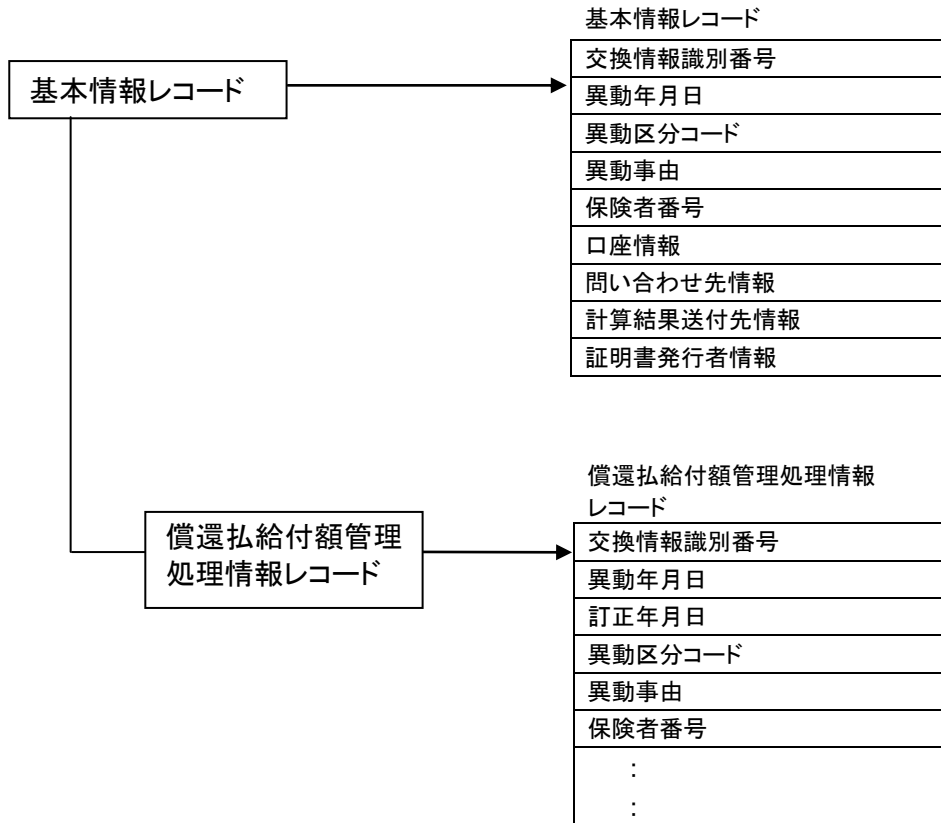 基本情報レコード
基本情報レコード
交換情報識別番号
異動年月日
異動区分コード
異動事由
保険者番号
口座情報
問い合わせ先情報
計算結果送付先情報
証明書発行者情報
償還払給付額管理
処理情報レコード
償還払給付額管理処理情報
レコード
交換情報識別番号
異動年月日
訂正年月日
異動区分コード
異動事由
保険者番号
:
: